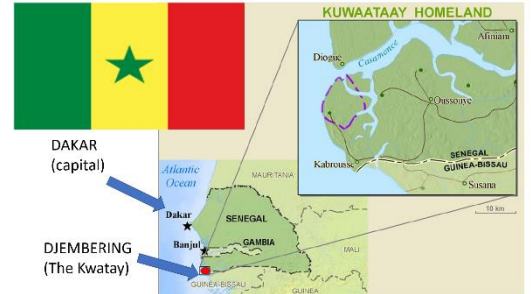 KUWAATAAY HOMELAND
Afiniam
Diogue
Casamance
Oussouye
Kabrousse
SENEGAL
GUINEA-BISSAU
Susana
10 km
DAKAR
(capital)
Atlantic
Ocean
MAURITANIA
Dakar
SENEGAL
Banjul
GAMBIA
MALI
DJEMBERING
(The Kwatay)
GUINEA-BISSAU
GUINEA